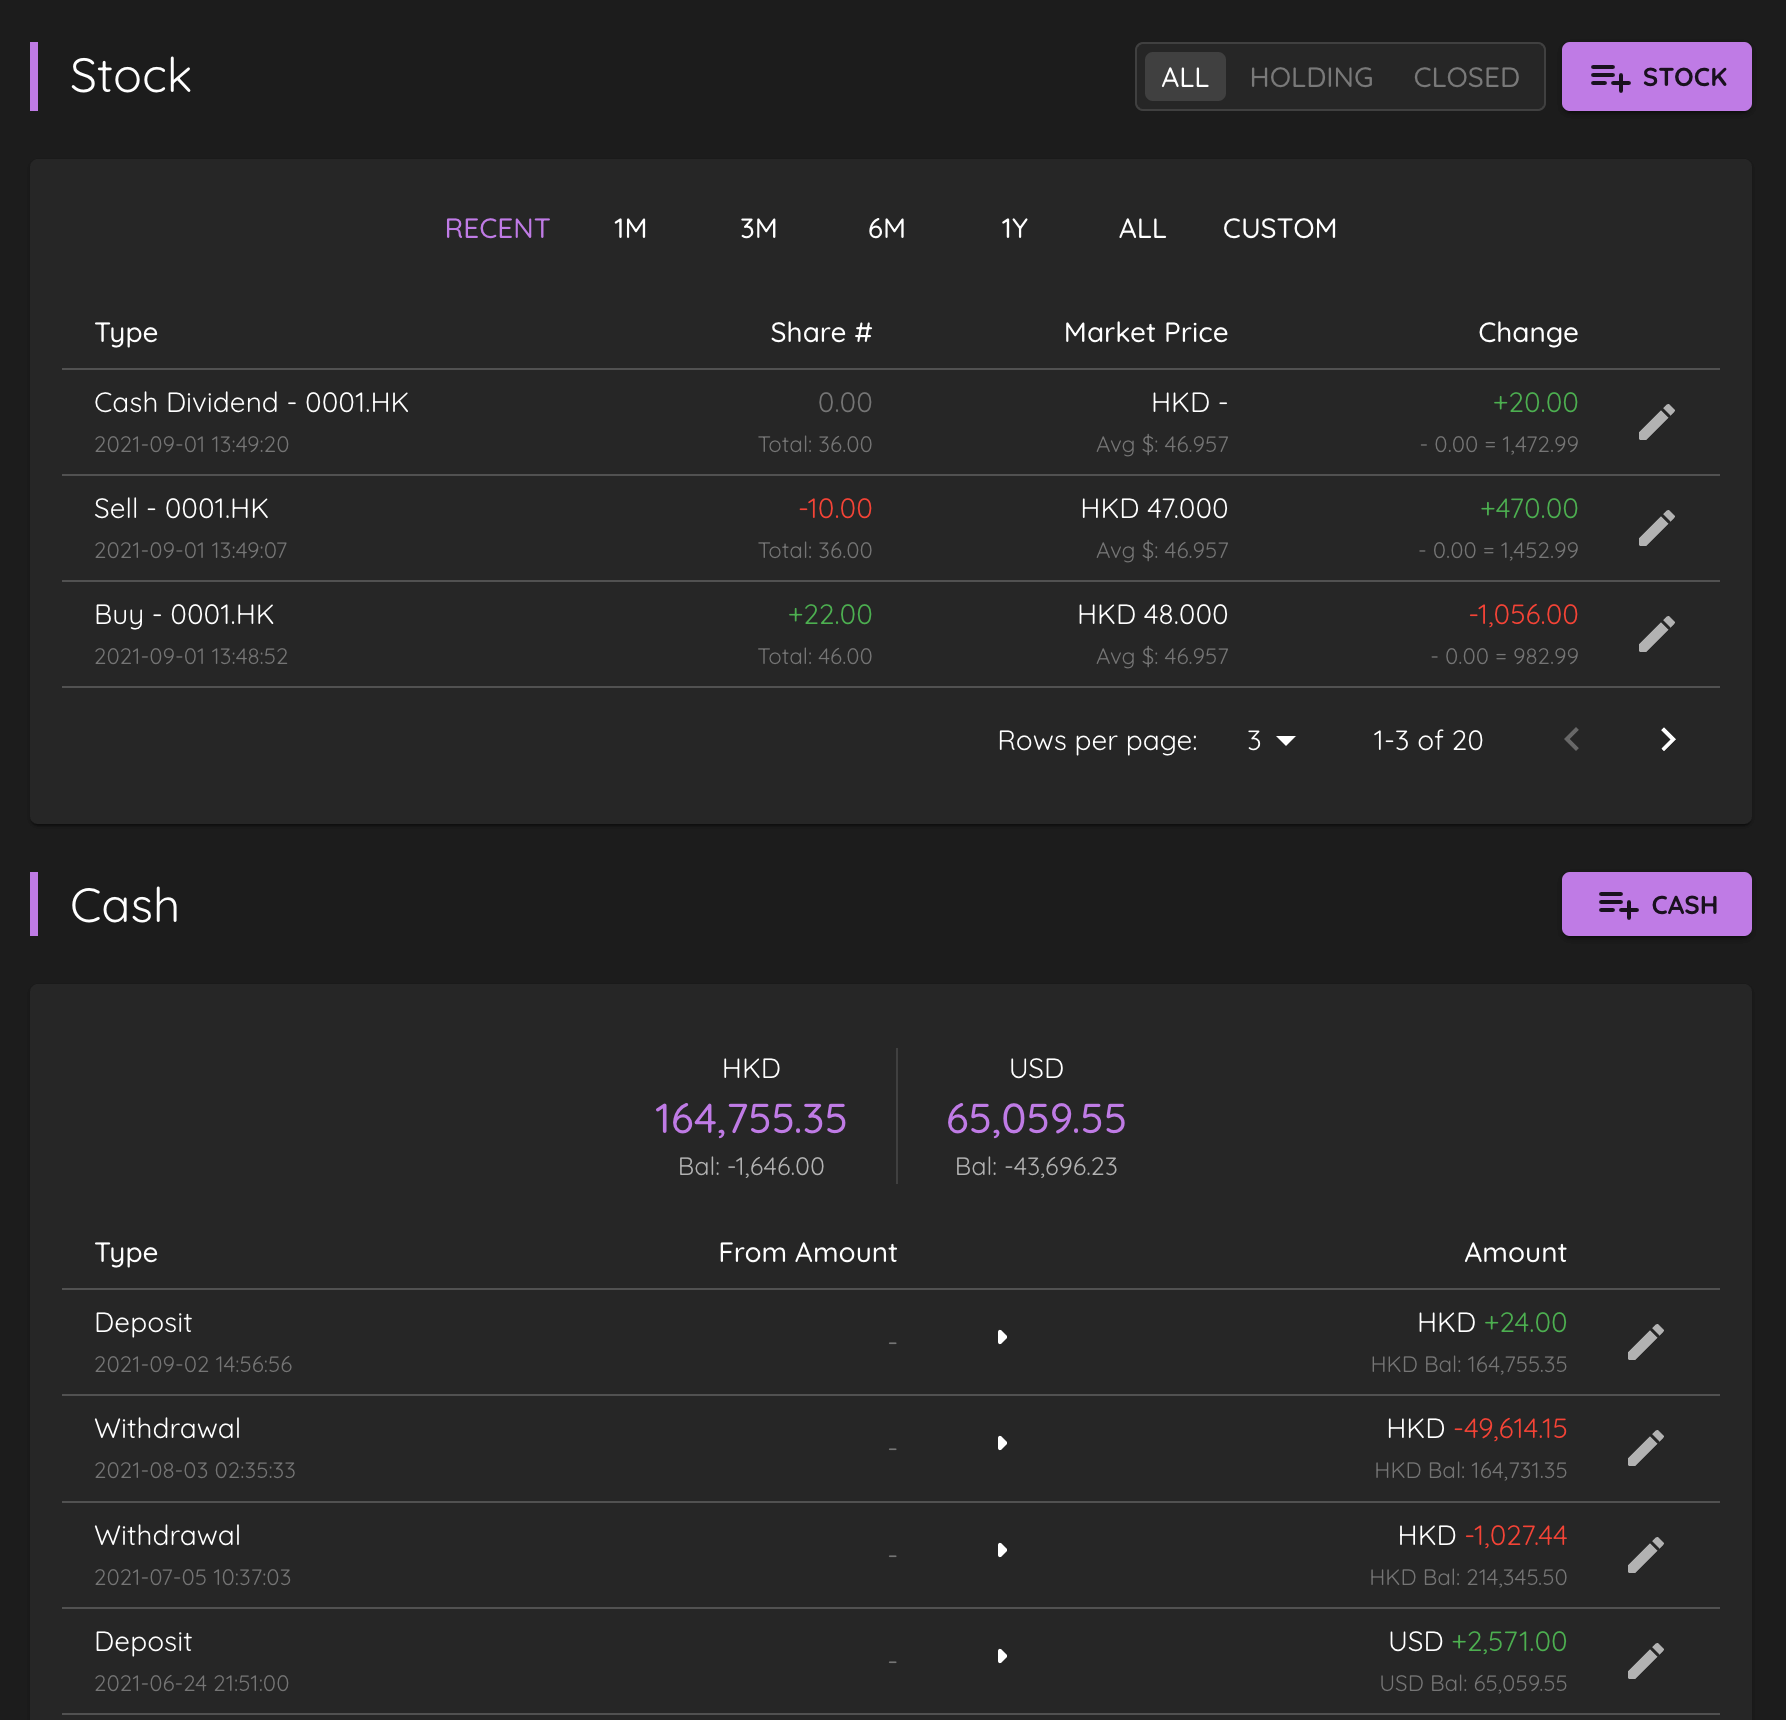 Stock
ALL HOLDING CLOSED STOCK
RECENT 1M 3M 6M 1Y ALL CUSTOM
Type Share # Market Price Change
Cash Dividend - 0001.HK 0.00 HKD - +20.00
2021-09-01 13:49:20 Total: 36.00 Avg $: 46.957 - 0.00 = 1,472.99
Sell - 0001.HK -10.00 HKD 47.000 +470.00
2021-09-01 13:49:07 Total: 36.00 Avg $: 46.957 - 0.00 = 1,452.99
Buy - 0001.HK +22.00 HKD 48.000 -1,056.00
2021-09-01 13:48:52 Total: 46.00 Avg $: 46.957 - 0.00 = 982.99
Rows per page: 3 1-3 of 20
Cash
CASH
HKD USD
164,755.35 65,059.55
Bal: -1,646.00 Bal: -43,696.23
Type From Amount Amount
Deposit - HKD +24.00
2021-09-02 14:56:56 HKD Bal: 164,755.35
Withdrawal - HKD -49,614.15
2021-08-03 02:35:33 HKD Bal: 164,731.35
Withdrawal - HKD -1,027.44
2021-07-05 10:37:03 HKD Bal: 214,345.50
Deposit - USD +2,571.00
2021-06-24 21:51:00 USD Bal: 65,059.55